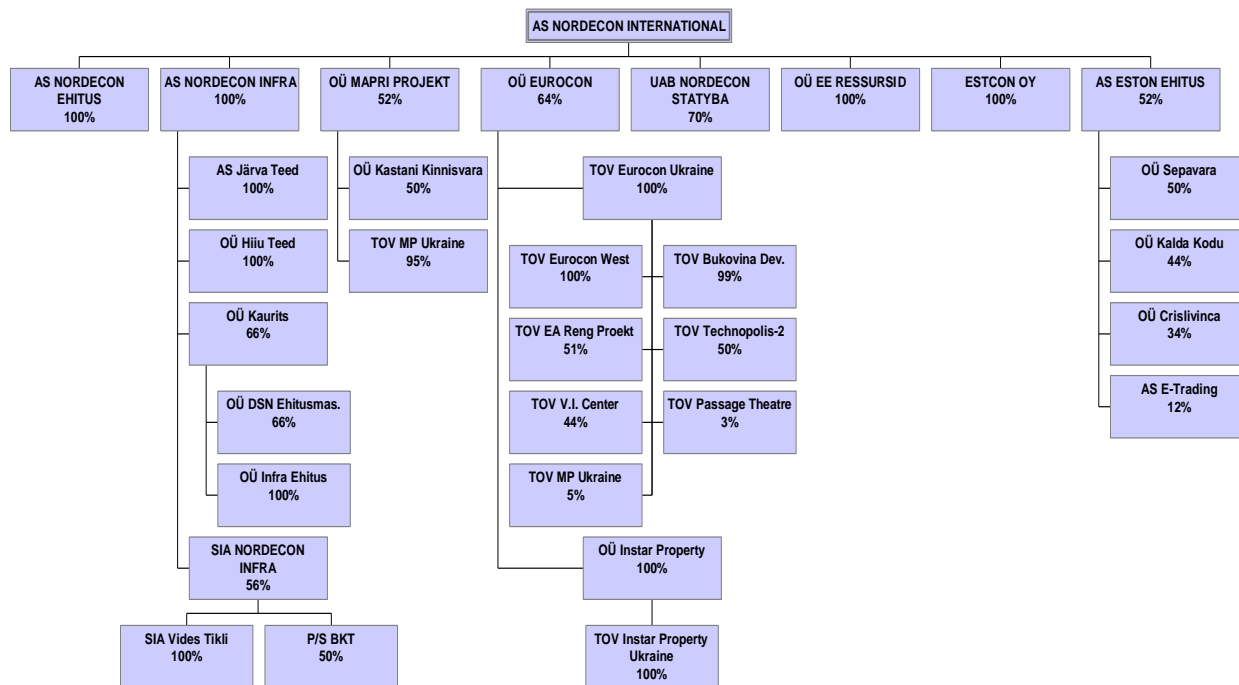 AS NORDECON INTERNATIONAL
AS NORDECON
EHITUS
100%
AS NORDECON INFRA
100%
OÜ MAPRI PROJEKT
52%
OÜ EUROCON
64%
UAB NORDECON
STATYBA
70%
OÜ EE RESSURSID
100%
ESTCON OY
100%
AS ESTON EHITUS
52%
AS Järva Teed
100%
OÜ Hiiu Teed
100%
OÜ Kaurits
66%
OÜ DSN Ehitusmas.
66%
OÜ Infra Ehitus
100%
SIA NORDECON
INFRA
56%
SIA Vides Tikli
100%
P/S BKT
50%
OÜ Kastani Kinnisvara
50%
TOV MP Ukraine
95%
TOV Eurocon Ukraine
100%
TOV Eurocon West
100%
TOV Bukovina Dev.
99%
TOV EA Reng Proekt
51%
TOV Technopolis-2
50%
TOV V.I. Center
44%
TOV Passage Theatre
3%
TOV MP Ukraine
5%
OÜ Instar Property
100%
TOV Instar Property
Ukraine
100%
OÜ Sepavara
50%
OÜ Kalda Kodu
44%
OÜ Crislivinca
34%
AS E-Trading
12%